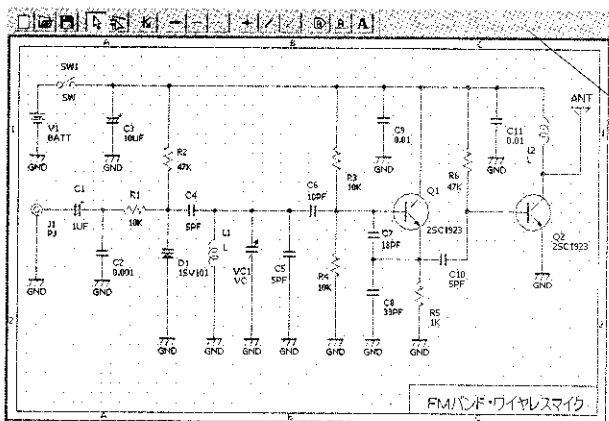 A
B
C
SW1
SW
V1
BATT
GND
C3
10UF
GND
R2
47K
C9
0.01
GND
C11
0.01
GND
ANT
L2
L
1
1
C1
1UF
J1
PJ
GND
R1
10K
C2
0.001
GND
C4
5PF
D1
1SV101
GND
L1
L
GND
VC1
VC
GND
C5
5PF
GND
C6
10PF
R3
10K
R4
10K
GND
C7
18PF
C8
33PF
GND
Q1
2SC1923
R5
1K
GND
C10
5PF
R6
47K
Q2
2SC1923
GND
2
2
FMバンド・ワイヤレスマイク
A
B
C